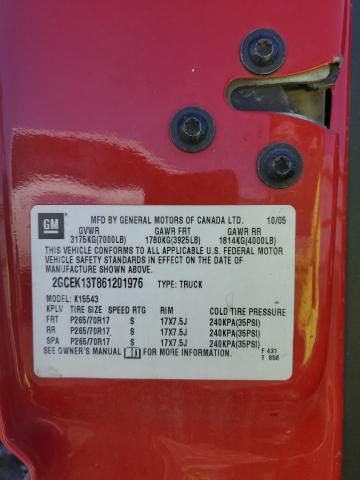 GM MFD BY GENERAL MOTORS OF CANADA LTD. 10/05
GVWR GAWR FRT GAWR RR
3175KG(7000LB) 1780KG(3925LB) 1814KG(4000LB)
THIS VEHICLE CONFORMS TO ALL APPLICABLE U.S. FEDERAL MOTOR
VEHICLE SAFETY STANDARDS IN EFFECT ON THE DATE OF
MANUFACTURE SHOWN ABOVE.
2GCEK13T861201976 TYPE: TRUCK
MODEL: K15543
KPLV TIRE SIZE SPEED RTG RIM COLD TIRE PRESSURE
FRT P265/70R17 S 17X7.5J 240KPA(35PSI)
RR P265/70R17 S 17X7.5J 240KPA(35PSI)
SPA P265/70R17 S 17X7.5J 240KPA(35PSI)
SEE OWNER'S MANUAL FOR MORE INFORMATION. F 431
T 858